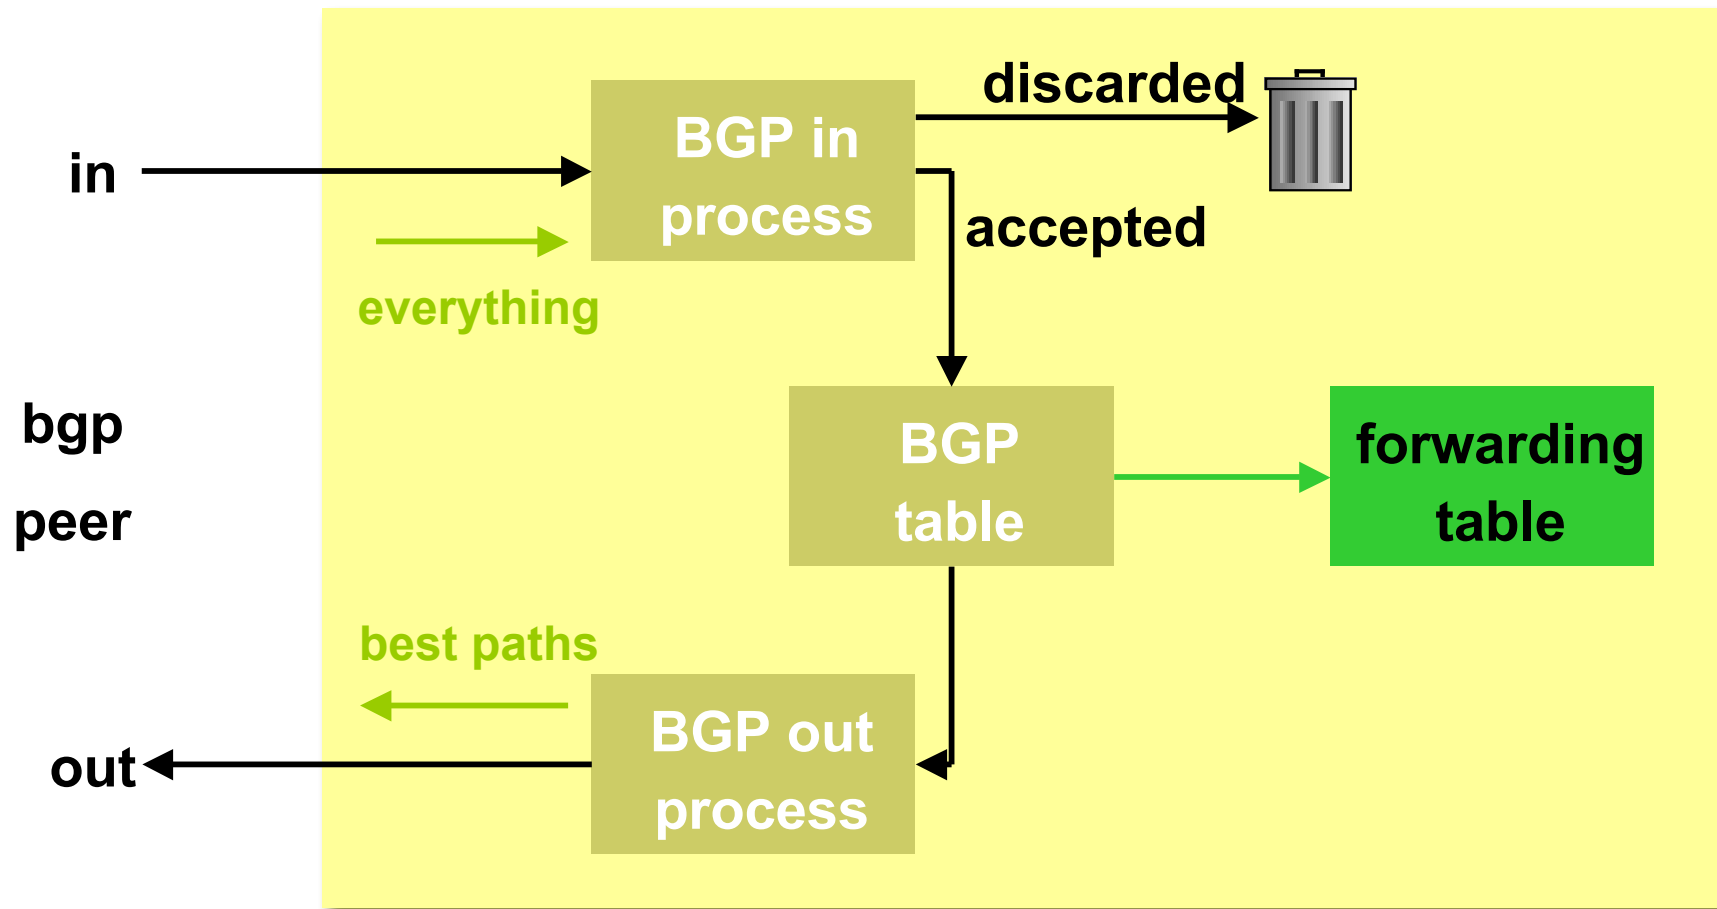 discarded
BGP in
process
in
accepted
everything
bgp
peer
BGP
table
forwarding
table
best paths
BGP out
process
out